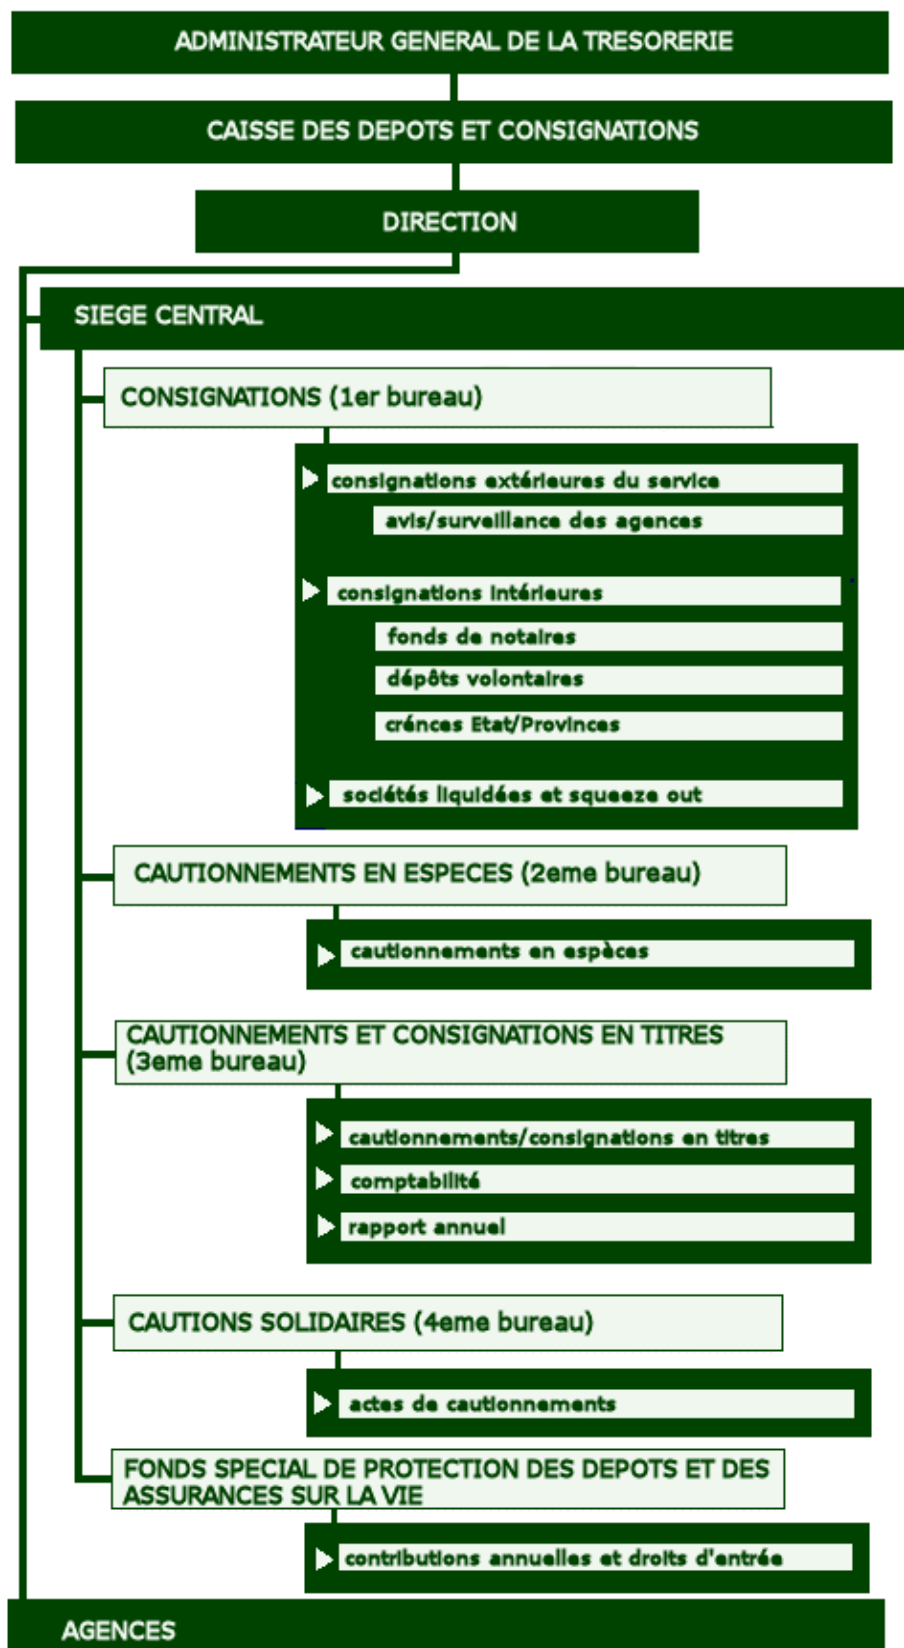 ADMINISTRATEUR GENERAL DE LA TRESORERIE
CAISSE DES DEPOTS ET CONSIGNATIONS
DIRECTION
SIEGE CENTRAL
CONSIGNATIONS (1er bureau)
consignations extérieures du service
avis/surveillance des agences
consignations intérieures
fonds de notaires
dépôts volontaires
crénces Etat/Provinces
sociétés liquidées et squeeze out
CAUTIONNEMENTS EN ESPECES (2eme bureau)
cautionnements en espèces
CAUTIONNEMENTS ET CONSIGNATIONS EN TITRES
(3eme bureau)
cautionnements/consignations en titres
comptabilité
rapport annuel
CAUTIONS SOLIDAIRES (4eme bureau)
actes de cautionnements
FONDS SPECIAL DE PROTECTION DES DEPOTS ET DES
ASSURANCES SUR LA VIE
contributions annuelles et droits d'entrée
AGENCES